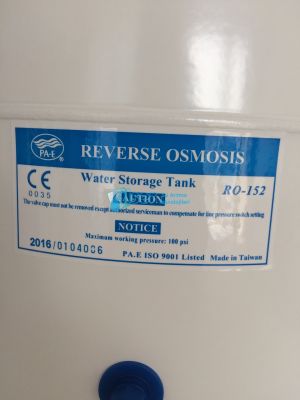 PA-E®
REVERSE OSMOSIS
CE
0035
Water Storage Tank
RO-152
CAUTION
The valve cap must not be removed except authorized serviceman to compensate for line pressure switch setting
NOTICE
2016/0104006
Maximum working pressure: 100 psi
PA.E ISO 9001 Listed Made in Taiwan